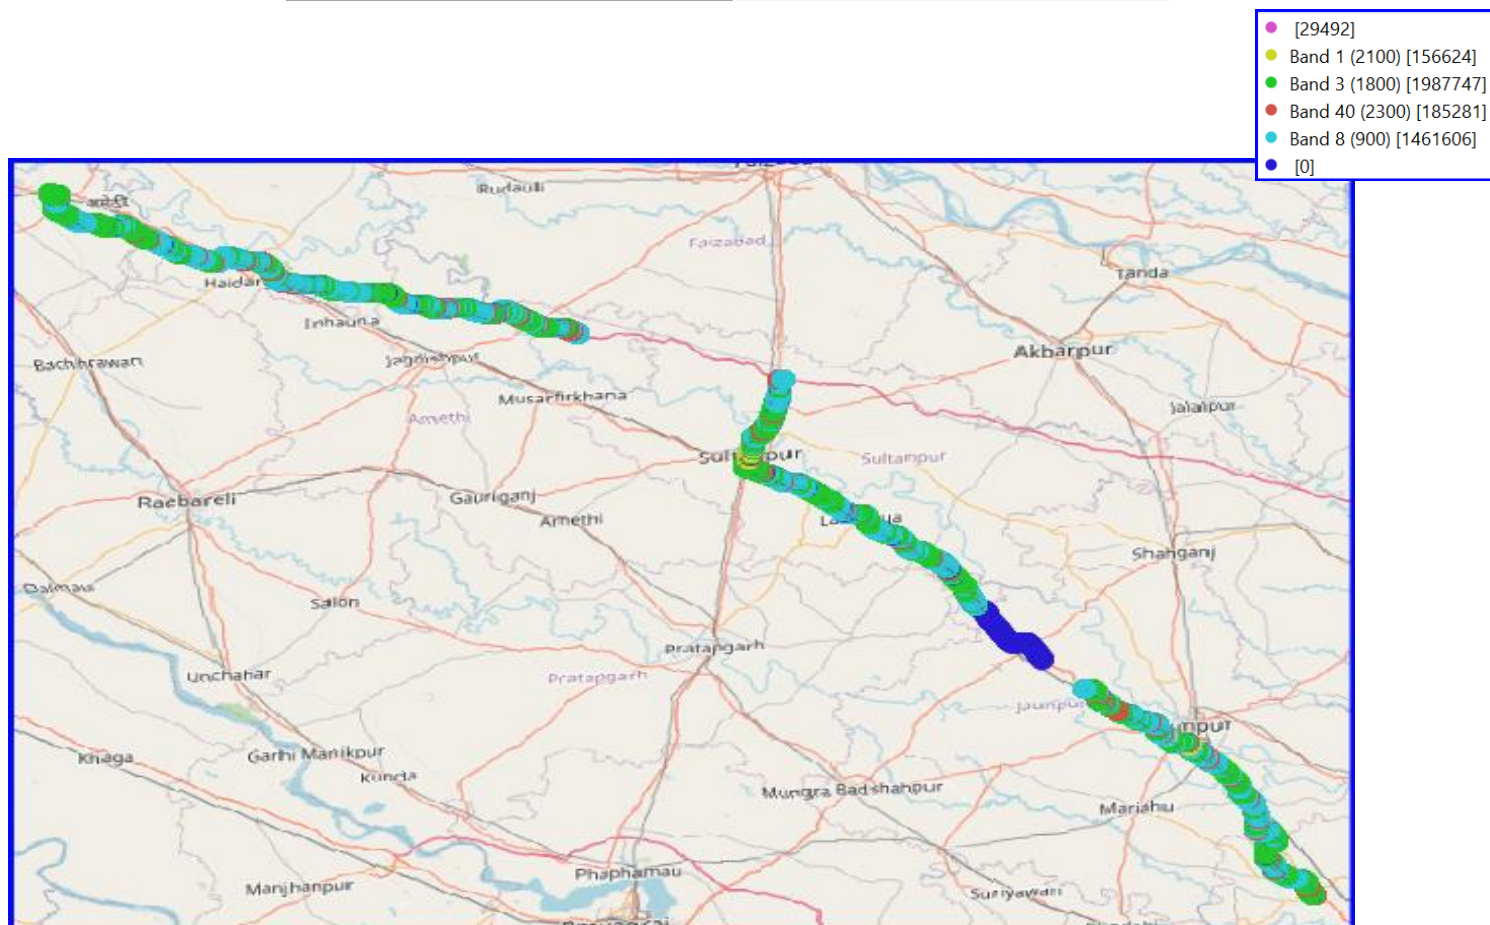 [29492]
Band 1 (2100) [156624]
Band 3 (1800) [1987747]
Band 40 (2300) [185281]
Band 8 (900) [1461606]
[0]
Rudauli
Faizabad
Tanda
Haidar
Inhauna
Jagdishpur
Bachhrawan
Akbarpur
Musafirkhana
Jalalpur
Amethi
Sultanpur
Sultanpur
Raebareli
Gauriganj
Amethi
Shahganj
Dalmau
Salon
Pratapgarh
Unchahar
Pratapgarh
Jaunpur
npur
Khaga
Garhi Manikpur
Kunda
Mungra Badshahpur
Mariahu
Phaphamau
Manjhanpur
Suriyawan